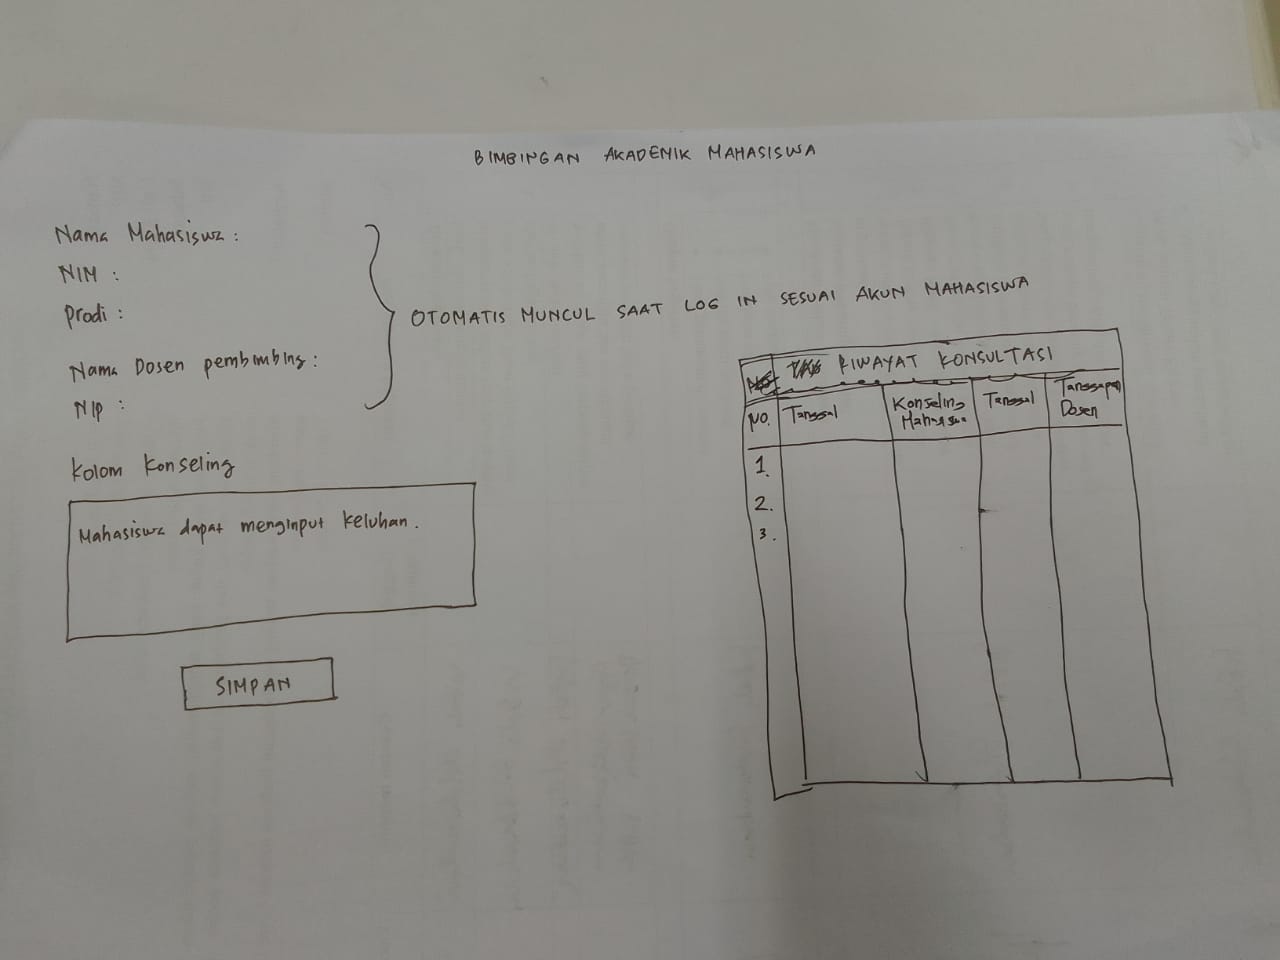 BIMBINGAN AKADEMIK MAHASISWA
Nama Mahasiswa :
NIM :
Prodi :
Nama Dosen pembimbing :
NIP :
OTOMATIS MUNCUL SAAT LOG IN SESUAI AKUN MAHASISWA
Kolom Konseling
Mahasiswa dapat menginput keluhan.
SIMPAN
RIWAYAT KONSULTASI
NO. Tanggal Konseling Mahasiswa Tanggal Tanggapan Dosen
1.
2.
3.